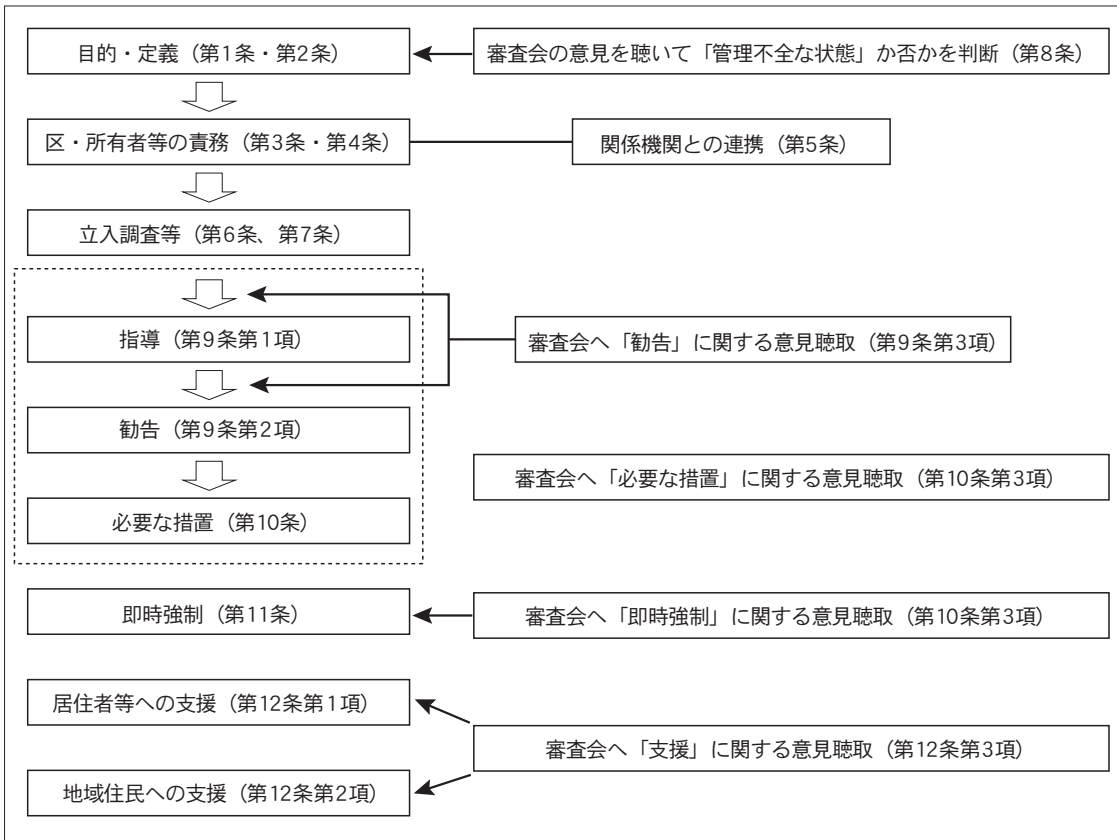 目的・定義（第1条・第2条）
審査会の意見を聴いて「管理不全な状態」か否かを判断（第8条）
区・所有者等の責務（第3条・第4条）
関係機関との連携（第5条）
立入調査等（第6条、第7条）
指導（第9条第1項）
審査会へ「勧告」に関する意見聴取（第9条第3項）
勧告（第9条第2項）
審査会へ「必要な措置」に関する意見聴取（第10条第3項）
必要な措置（第10条）
即時強制（第11条）
審査会へ「即時強制」に関する意見聴取（第10条第3項）
居住者等への支援（第12条第1項）
審査会へ「支援」に関する意見聴取（第12条第3項）
地域住民への支援（第12条第2項）